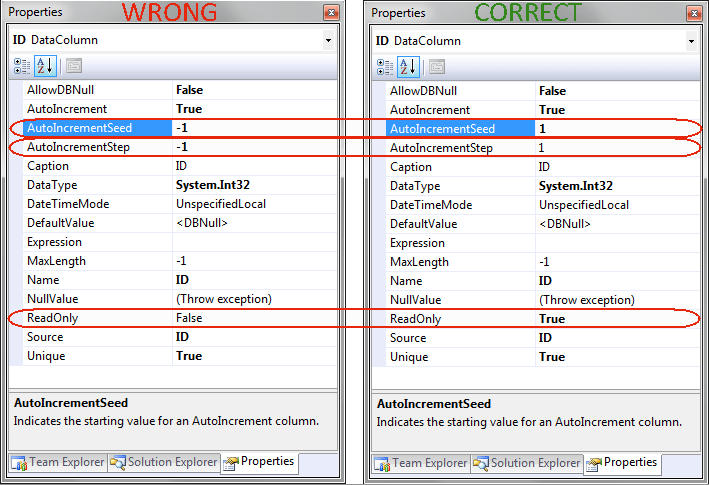 Properties WRONG
ID DataColumn
AllowDBNull False
AutoIncrement True
AutoIncrementSeed -1
AutoIncrementStep -1
Caption ID
DataType System.Int32
DateTimeMode UnspecifiedLocal
DefaultValue <DBNull>
Expression
MaxLength -1
Name ID
NullValue (Throw exception)
ReadOnly False
Source ID
Unique True
AutoIncrementSeed
Indicates the starting value for an AutoIncrement column.
Team Explorer Solution Explorer Properties
Properties CORRECT
ID DataColumn
AllowDBNull False
AutoIncrement True
AutoIncrementSeed 1
AutoIncrementStep 1
Caption ID
DataType System.Int32
DateTimeMode UnspecifiedLocal
DefaultValue <DBNull>
Expression
MaxLength -1
Name ID
NullValue (Throw exception)
ReadOnly True
Source ID
Unique True
AutoIncrementSeed
Indicates the starting value for an AutoIncrement column.
Team Explorer Solution Explorer Properties